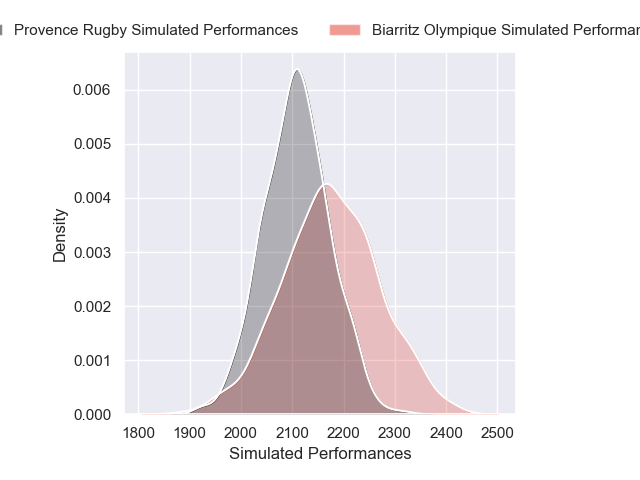 Provence Rugby Simulated Performances
Biarritz Olympique Simulated
0.006
0.005
0.004
0.003
0.002
0.001
0.000
Density
1800 1900 2000 2100 2200 2300 2400 2500
Simulated Performances